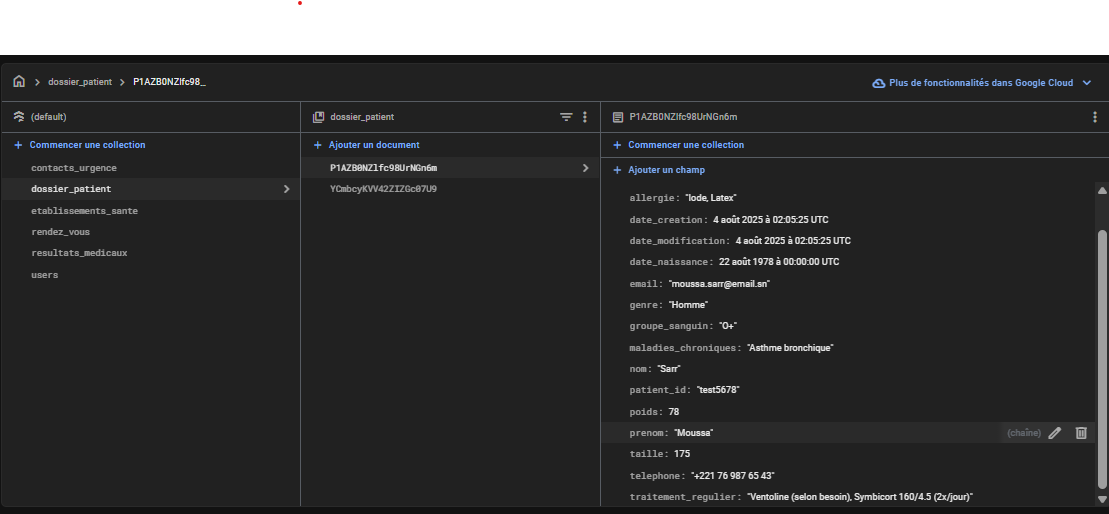 dossier_patient
P1AZB0NZlfc98_
Plus de fonctionnalités dans Google Cloud
(default)
Commencer une collection
contacts_urgence
dossier_patient
etablissements_sante
rendez_vous
resultats_medicaux
users
dossier_patient
Ajouter un document
P1AZB0NZlfc98UrNGn6m
YCmbcyKVV42ZIZGc07U9
P1AZB0NZlfc98UrNGn6m
Commencer une collection
Ajouter un champ
allergie: "Iode, Latex"
date_creation: 4 août 2025 à 02:05:25 UTC
date_modification: 4 août 2025 à 02:05:25 UTC
date_naissance: 22 août 1978 à 00:00:00 UTC
email: "moussa.sarr@email.sn"
genre: "Homme"
groupe_sanguin: "O+"
maladies_chroniques: "Asthme bronchique"
nom: "Sarr"
patient_id: "test5678"
poids: 78
prenom: "Moussa"
(chaîne)
taille: 175
telephone: "+221 76 987 65 43"
traitement_regulier: "Ventoline (selon besoin), Symbicort 160/4.5 (2x/jour)"